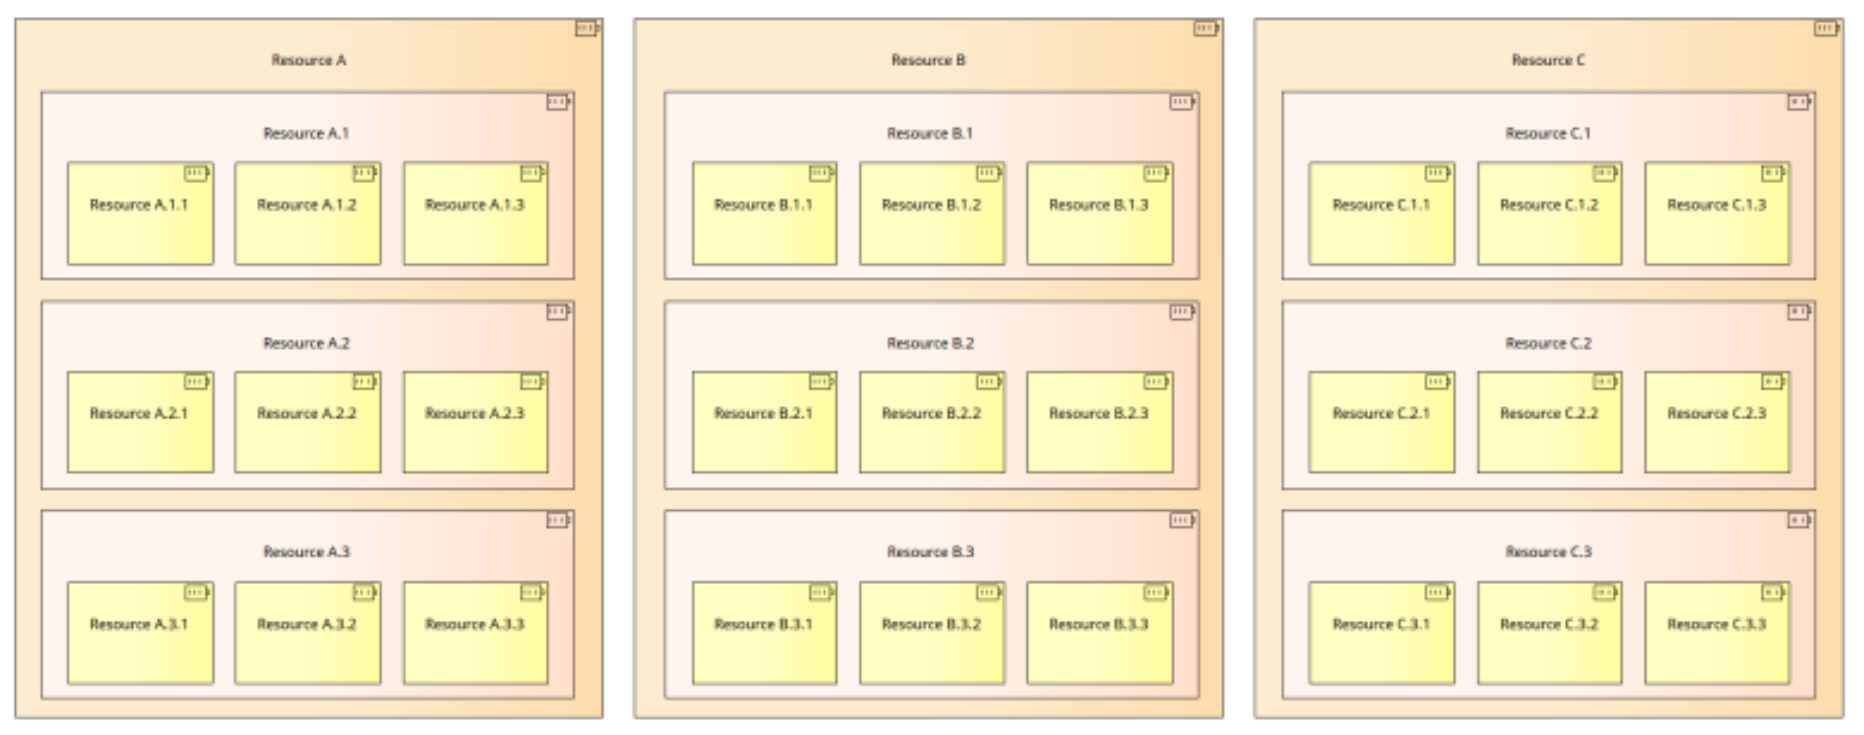 Resource A
Resource A.1
Resource A.1.1
Resource A.1.2
Resource A.1.3
Resource A.2
Resource A.2.1
Resource A.2.2
Resource A.2.3
Resource A.3
Resource A.3.1
Resource A.3.2
Resource A.3.3
Resource B
Resource B.1
Resource B.1.1
Resource B.1.2
Resource B.1.3
Resource B.2
Resource B.2.1
Resource B.2.2
Resource B.2.3
Resource B.3
Resource B.3.1
Resource B.3.2
Resource B.3.3
Resource C
Resource C.1
Resource C.1.1
Resource C.1.2
Resource C.1.3
Resource C.2
Resource C.2.1
Resource C.2.2
Resource C.2.3
Resource C.3
Resource C.3.1
Resource C.3.2
Resource C.3.3